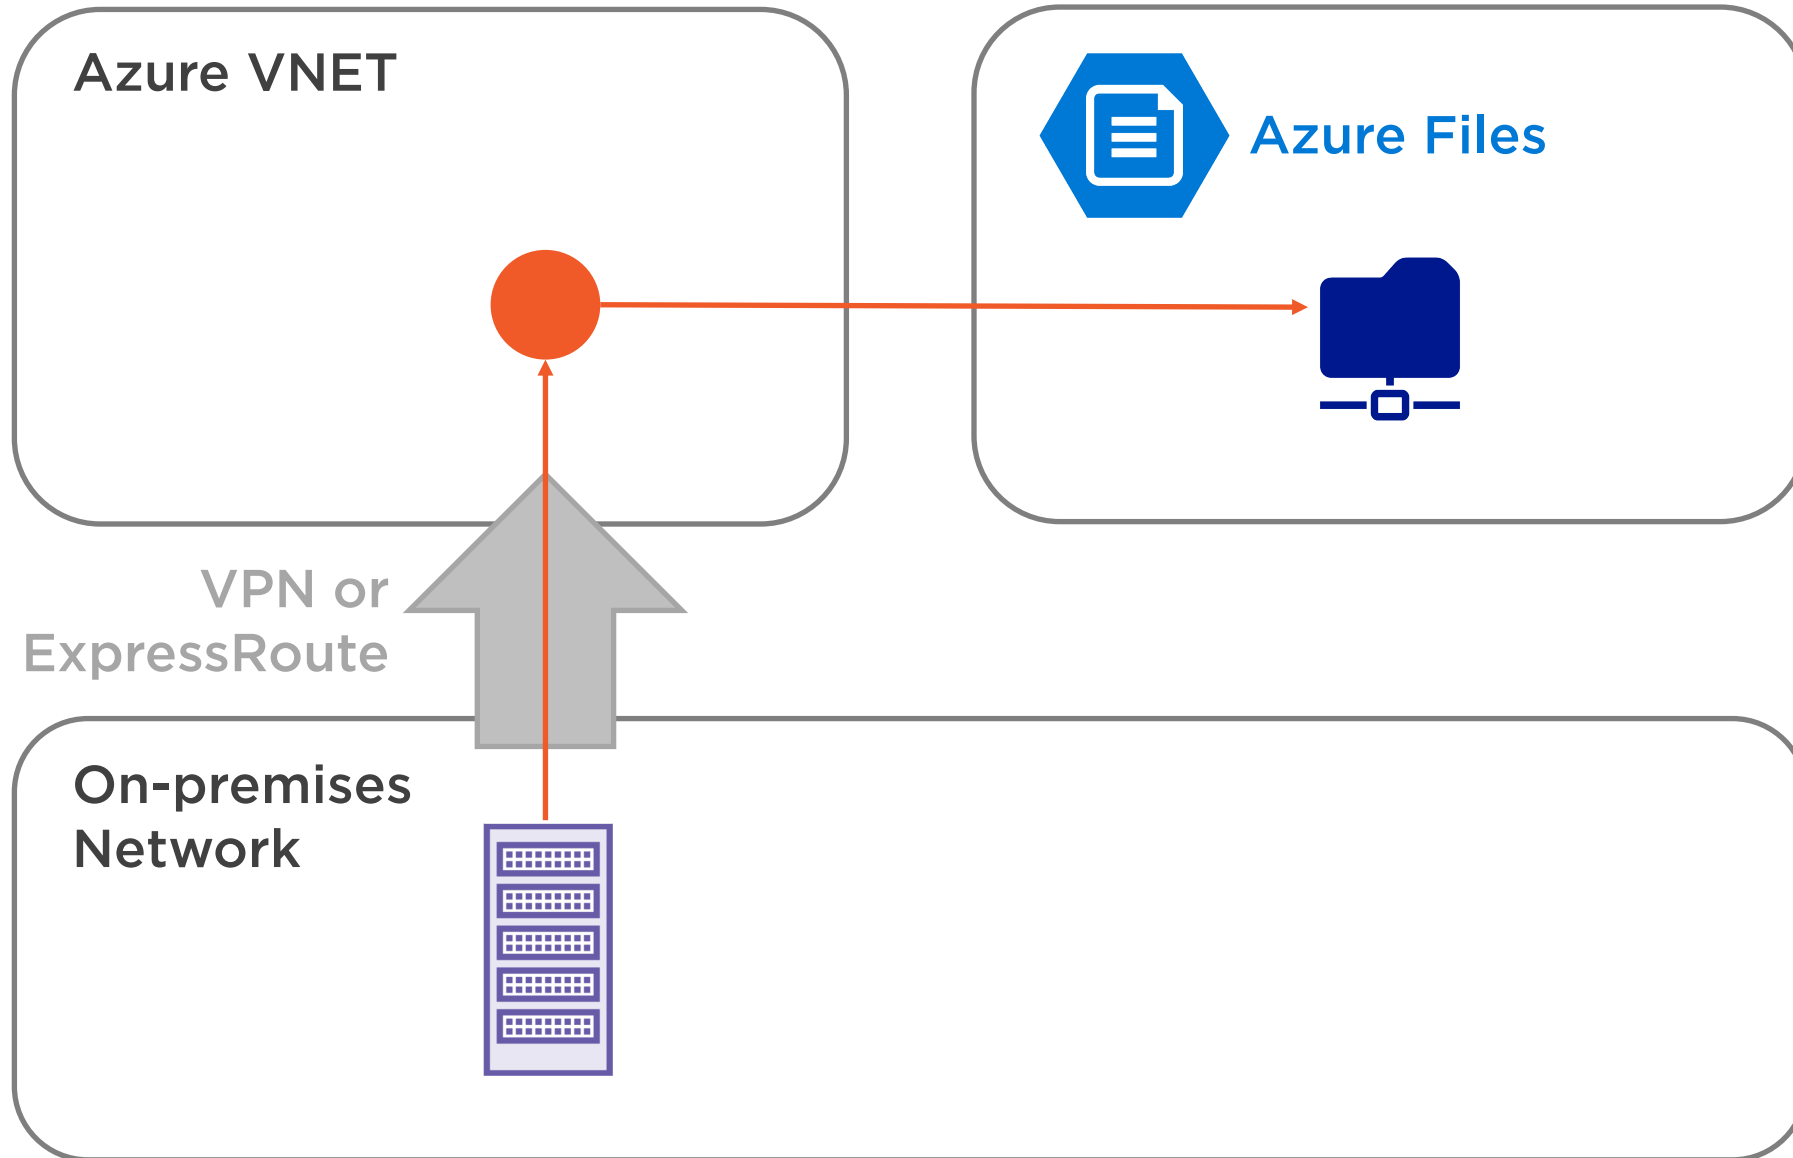 Azure VNET
Azure Files
VPN or
ExpressRoute
On-premises
Network